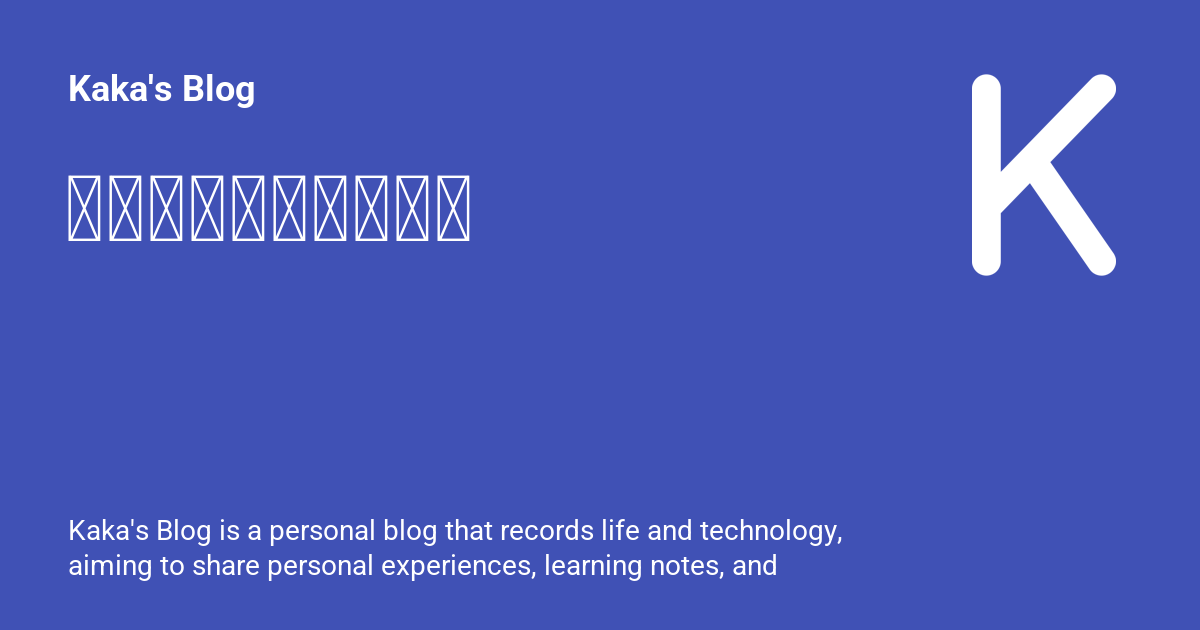 Kaka's Blog
K
Kaka's Blog is a personal blog that records life and technology,
aiming to share personal experiences, learning notes, and